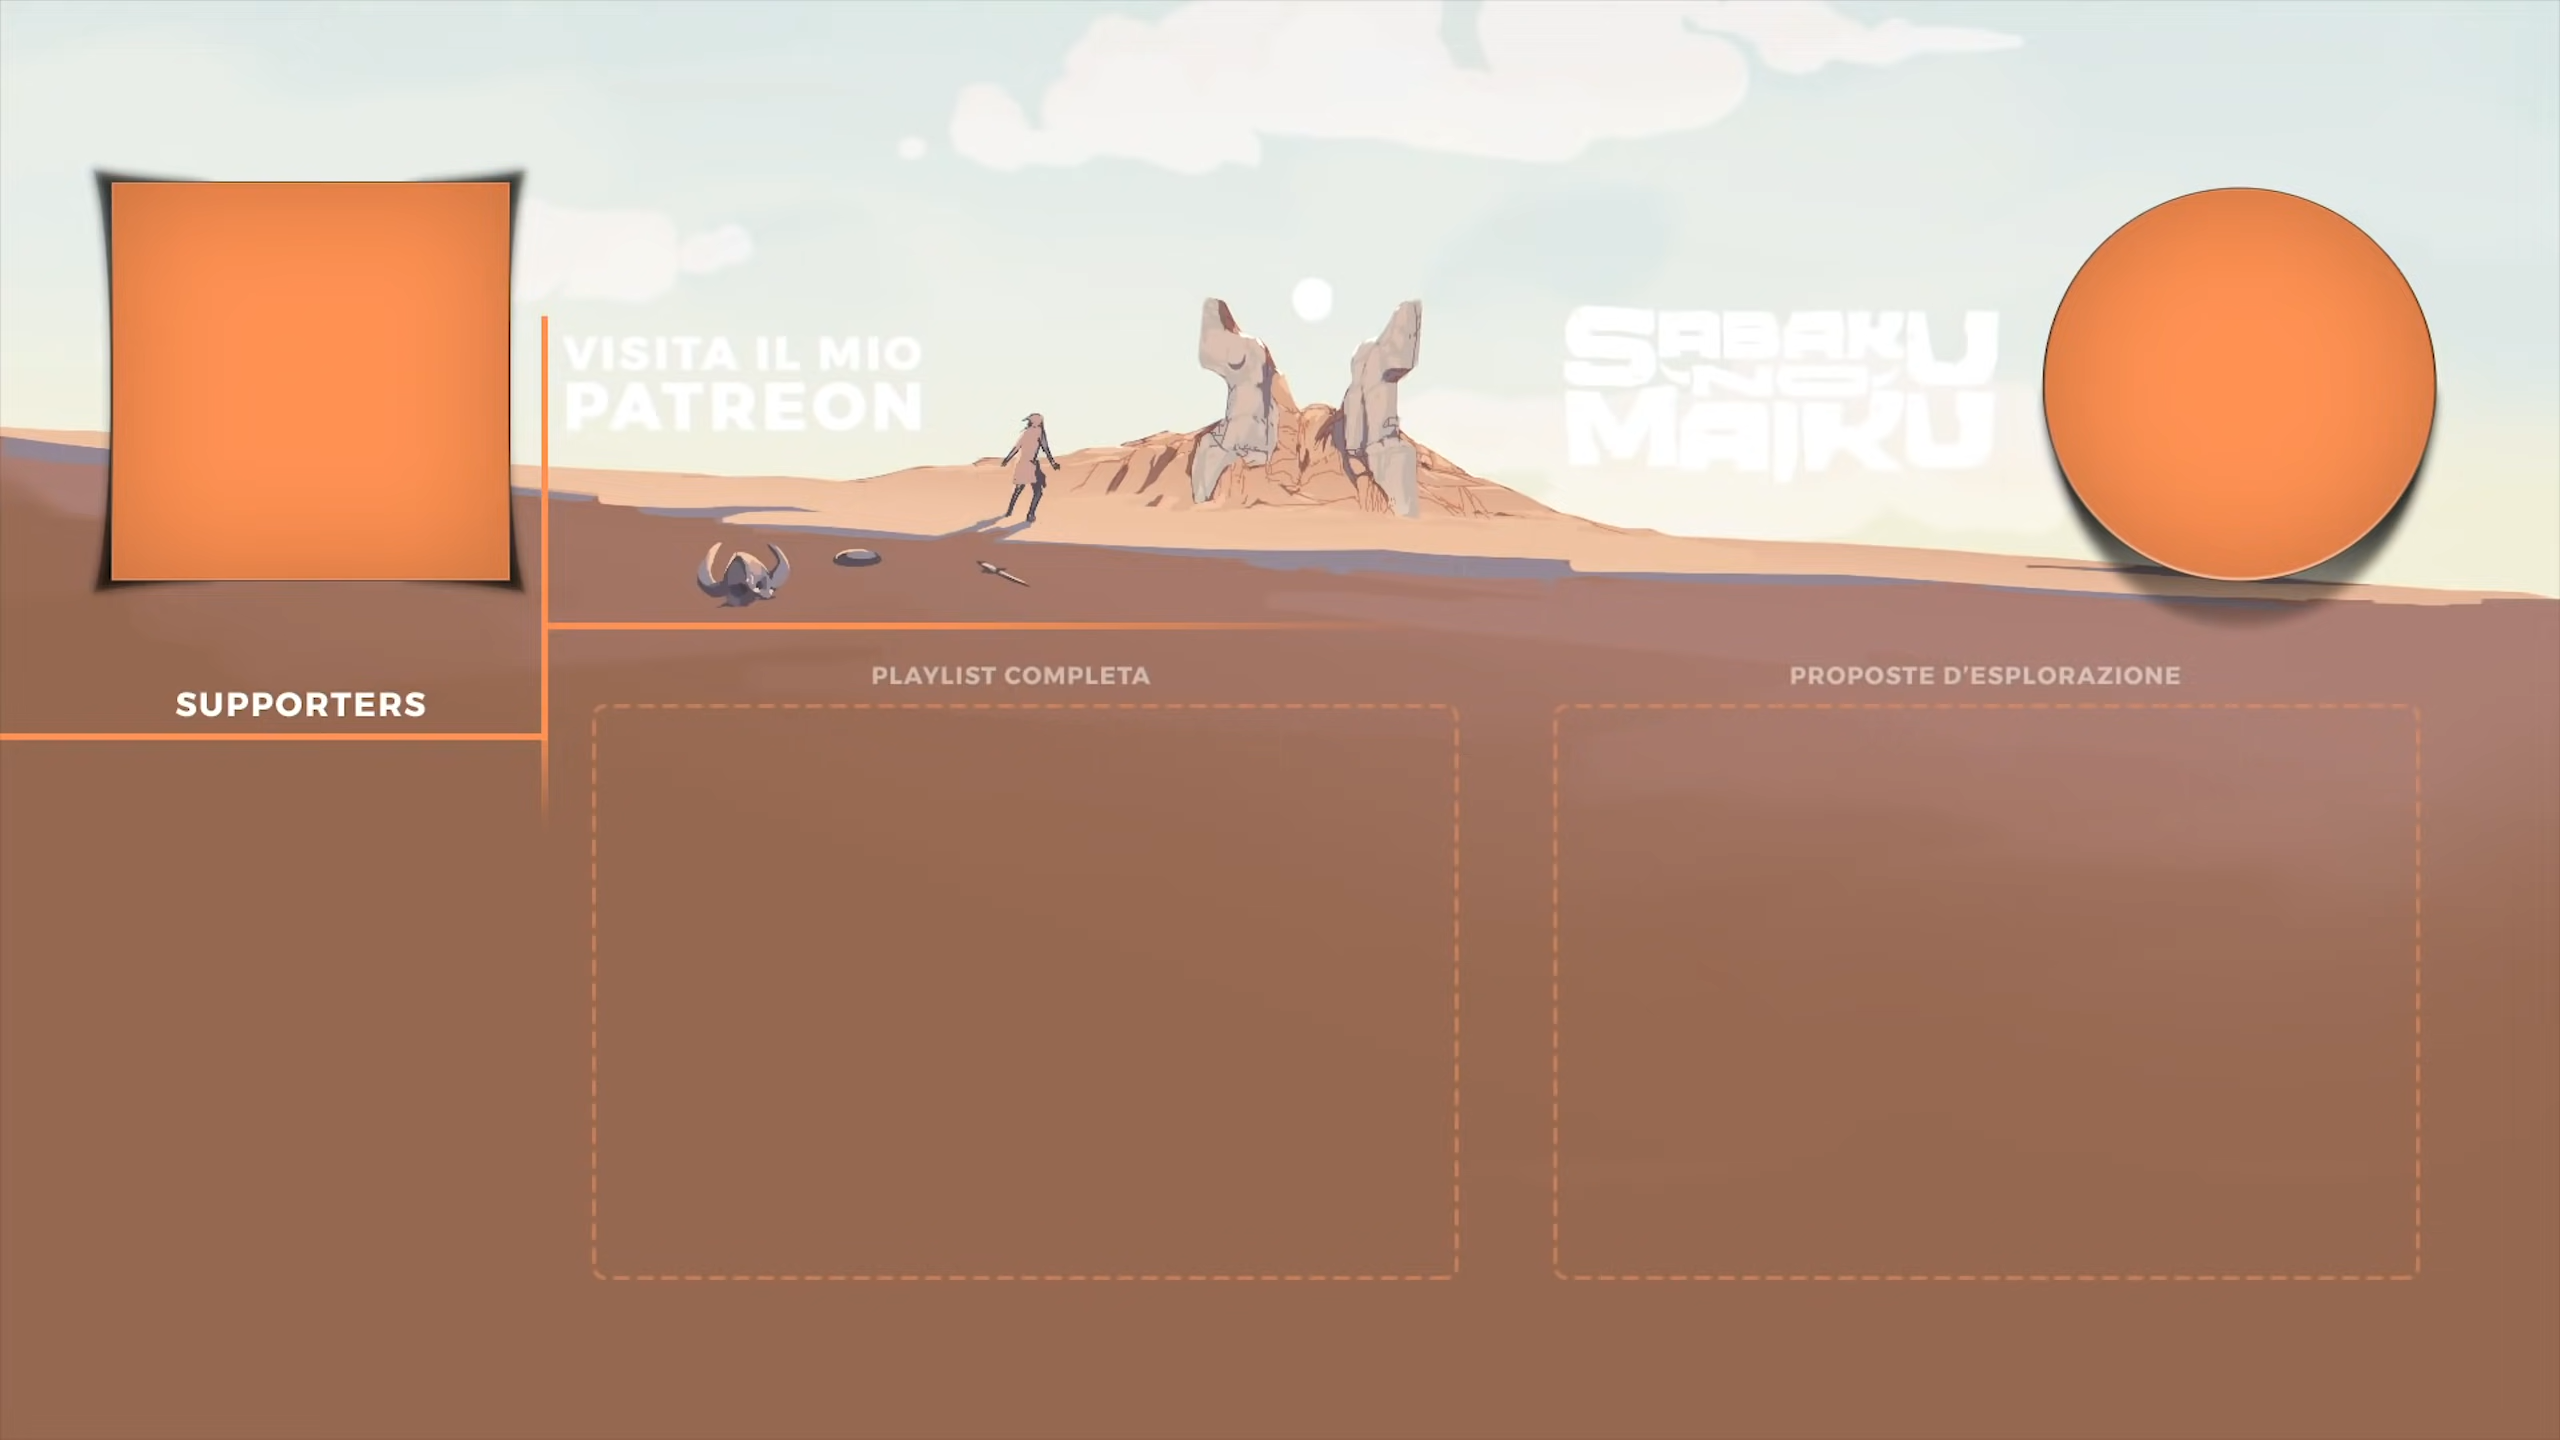 VISITA IL MIO
PATREON
SABAKU
NO
MAIKU
SUPPORTERS
PLAYLIST COMPLETA
PROPOSTE D'ESPLORAZIONE